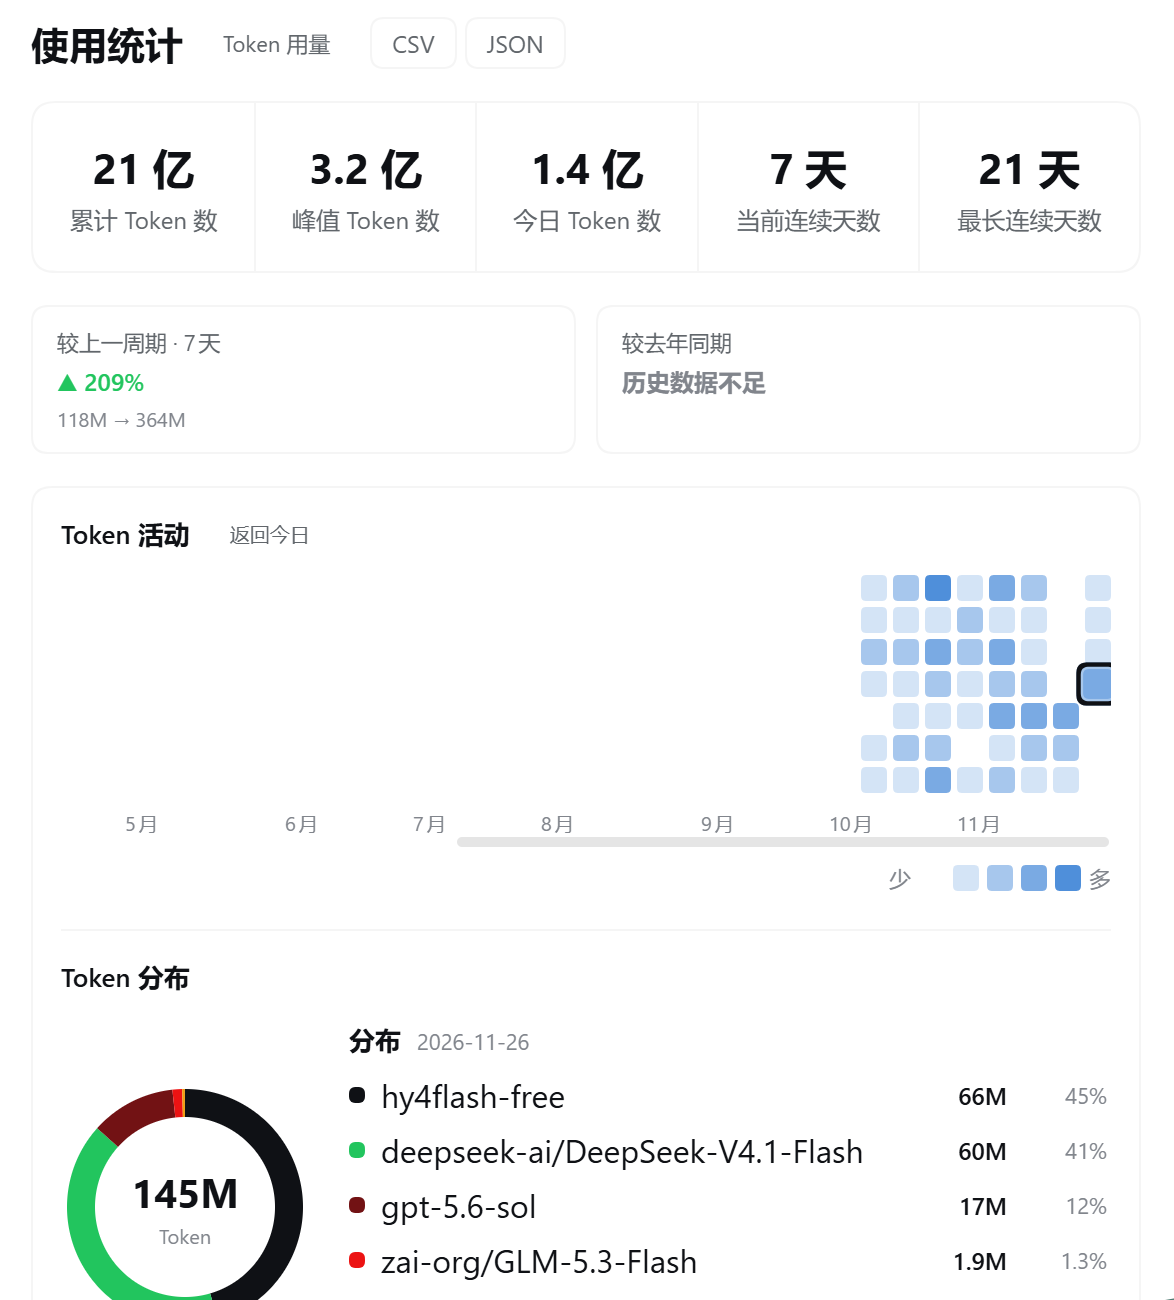 使用统计 Token 用量 CSV JSON
21 亿 3.2 亿 1.4 亿 7 天 21 天
累计 Token 数 峰值 Token 数 今日 Token 数 当前连续天数 最长连续天数
较上一周期 · 7 天 较去年同期
▲ 209% 历史数据不足
118M → 364M
Token 活动 返回今日
5月 6月 7月 8月 9月 10月 11月
少 多
Token 分布
分布 2026-11-26
hy4flash-free 66M 45%
deepseek-ai/DeepSeek-V4.1-Flash 60M 41%
145M
gpt-5.6-sol 17M 12%
Token
zai-org/GLM-5.3-Flash 1.9M 1.3%